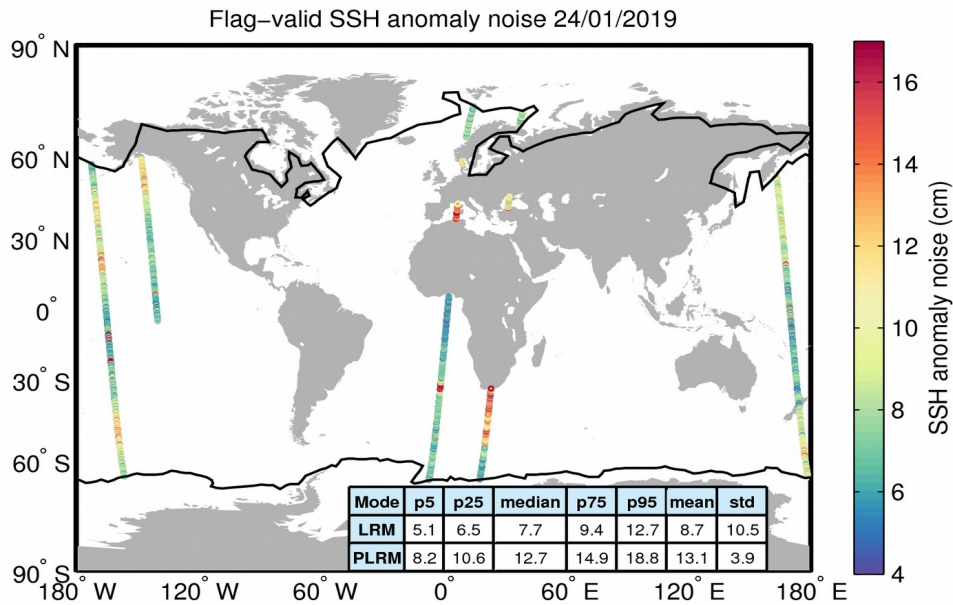 Flag–valid SSH anomaly noise 24/01/2019
90° N
60° N
30° N
0°
30° S
60° S
90° S
180° W
120° W
60° W
0°
60° E
120° E
180° E
16
14
12
10
8
6
4
SSH anomaly noise (cm)
Mode p5 p25 median p75 p95 mean std
LRM 5.1 6.5 7.7 9.4 12.7 8.7 10.5
PLRM 8.2 10.6 12.7 14.9 18.8 13.1 3.9